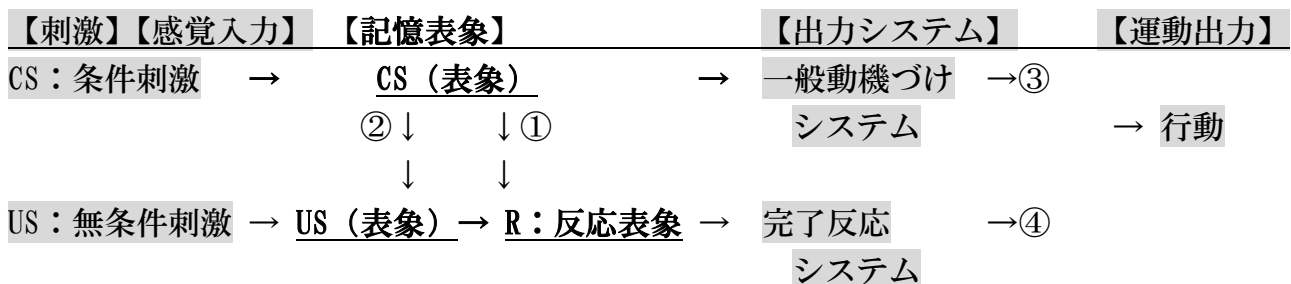 【刺激】【感覚入力】 【記憶表象】 【出力システム】 【運動出力】
CS：条件刺激 → CS（表象） → 一般動機づけ →③
②↓ ↓① システム → 行動
↓ ↓
US：無条件刺激 → US（表象）→ R：反応表象 → 完了反応 →④
システム